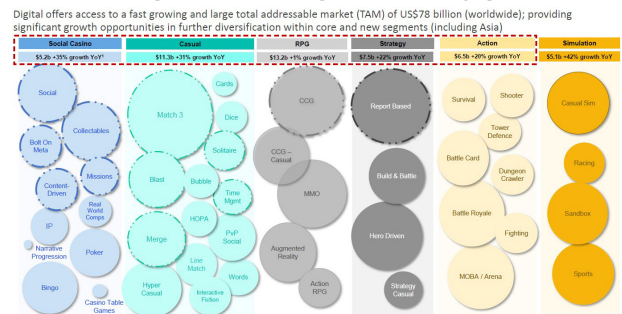 Digital offers access to a fast growing and large total addressable market (TAM) of US$78 billion (worldwide); providing
significant growth opportunities in further diversification within core and new segments (including Asia)
Social Casino
$5.2b +35% growth YoY¹
Casual
$11.3b +31% growth YoY
RPG
$13.2b +1% growth YoY
Strategy
$7.5b +22% growth YoY
Action
$6.5b +20% growth YoY
Simulation
$5.1b +42% growth YoY
Social
Collectables
Bolt On
Meta
Missions
Content-
Driven
Real
World
Comps
IP
Narrative
Progression
Poker
Bingo
Casino Table
Games
Cards
Match 3
Dice
Solitaire
Blast
Bubble
Time
Mgmt
HOPA
PvP
Social
Merge
Line
Match
Words
Hyper
Casual
Interactive
Fiction
CCG
CCG –
Casual
MMO
Augmented
Reality
Action
RPG
Report Based
Build & Battle
Hero Driven
Strategy
Casual
Survival
Shooter
Tower
Defence
Battle Card
Dungeon
Crawler
Battle Royale
Fighting
MOBA / Arena
Casual Sim
Racing
Sandbox
Sports